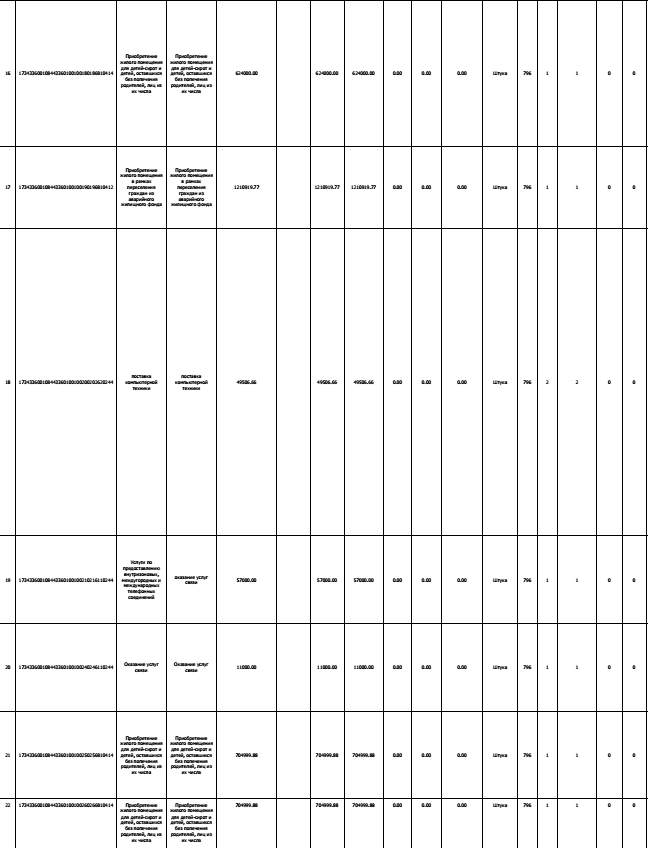 16 173433600108443360100100180186810414
Приобретение
жилого помещения
для детей-сирот и
детей, оставшихся
без попечения
родителей, лиц из
их числа
Приобретение
жилого помещения
для детей-сирот и
детей, оставшихся
без попечения
родителей, лиц из
их числа
624000.00 624000.00 624000.00 0.00 0.00 0.00 Штука 796 1 1 0 0
17 173433600108443360100100190196810412
Приобретение
жилого помещения
в рамках
переселения
граждан из
аварийного
жилищного фонда
Приобретение
жилого помещения
в рамках
переселения
граждан из
аварийного
жилищного фонда
1210919.77 1210919.77 1210919.77 0.00 0.00 0.00 Штука 796 1 1 0 0
18 173433600108443360100100200202620244
поставка
компьютерной
техники
поставка
компьютерной
техники
49506.66 49506.66 49506.66 0.00 0.00 0.00 Штука 796 2 2 0 0
19 173433600108443360100100210216110244
Услуги по
предоставлению
внутризоновых,
междугородных и
международных
телефонных
соединений
оказание услуг
связи
57000.00 57000.00 57000.00 0.00 0.00 0.00 Штука 796 1 1 0 0
20 173433600108443360100100240246110244
Оказание услуг
связи
Оказание услуг
связи
11000.00 11000.00 11000.00 0.00 0.00 0.00 Штука 796 1 1 0 0
21 173433600108443360100100250256810414
Приобретение
жилого помещения
для детей-сирот и
детей, оставшихся
без попечения
родителей, лиц из
их числа
Приобретение
жилого помещения
для детей-сирот и
детей, оставшихся
без попечения
родителей, лиц из
их числа
704999.88 704999.88 704999.88 0.00 0.00 0.00 Штука 796 1 1 0 0
22 173433600108443360100100260266810414
Приобретение
жилого помещения
для детей-сирот и
детей, оставшихся
без попечения
родителей, лиц из
их числа
Приобретение
жилого помещения
для детей-сирот и
детей, оставшихся
без попечения
родителей, лиц из
их числа
704999.88 704999.88 704999.88 0.00 0.00 0.00 Штука 796 1 1 0 0